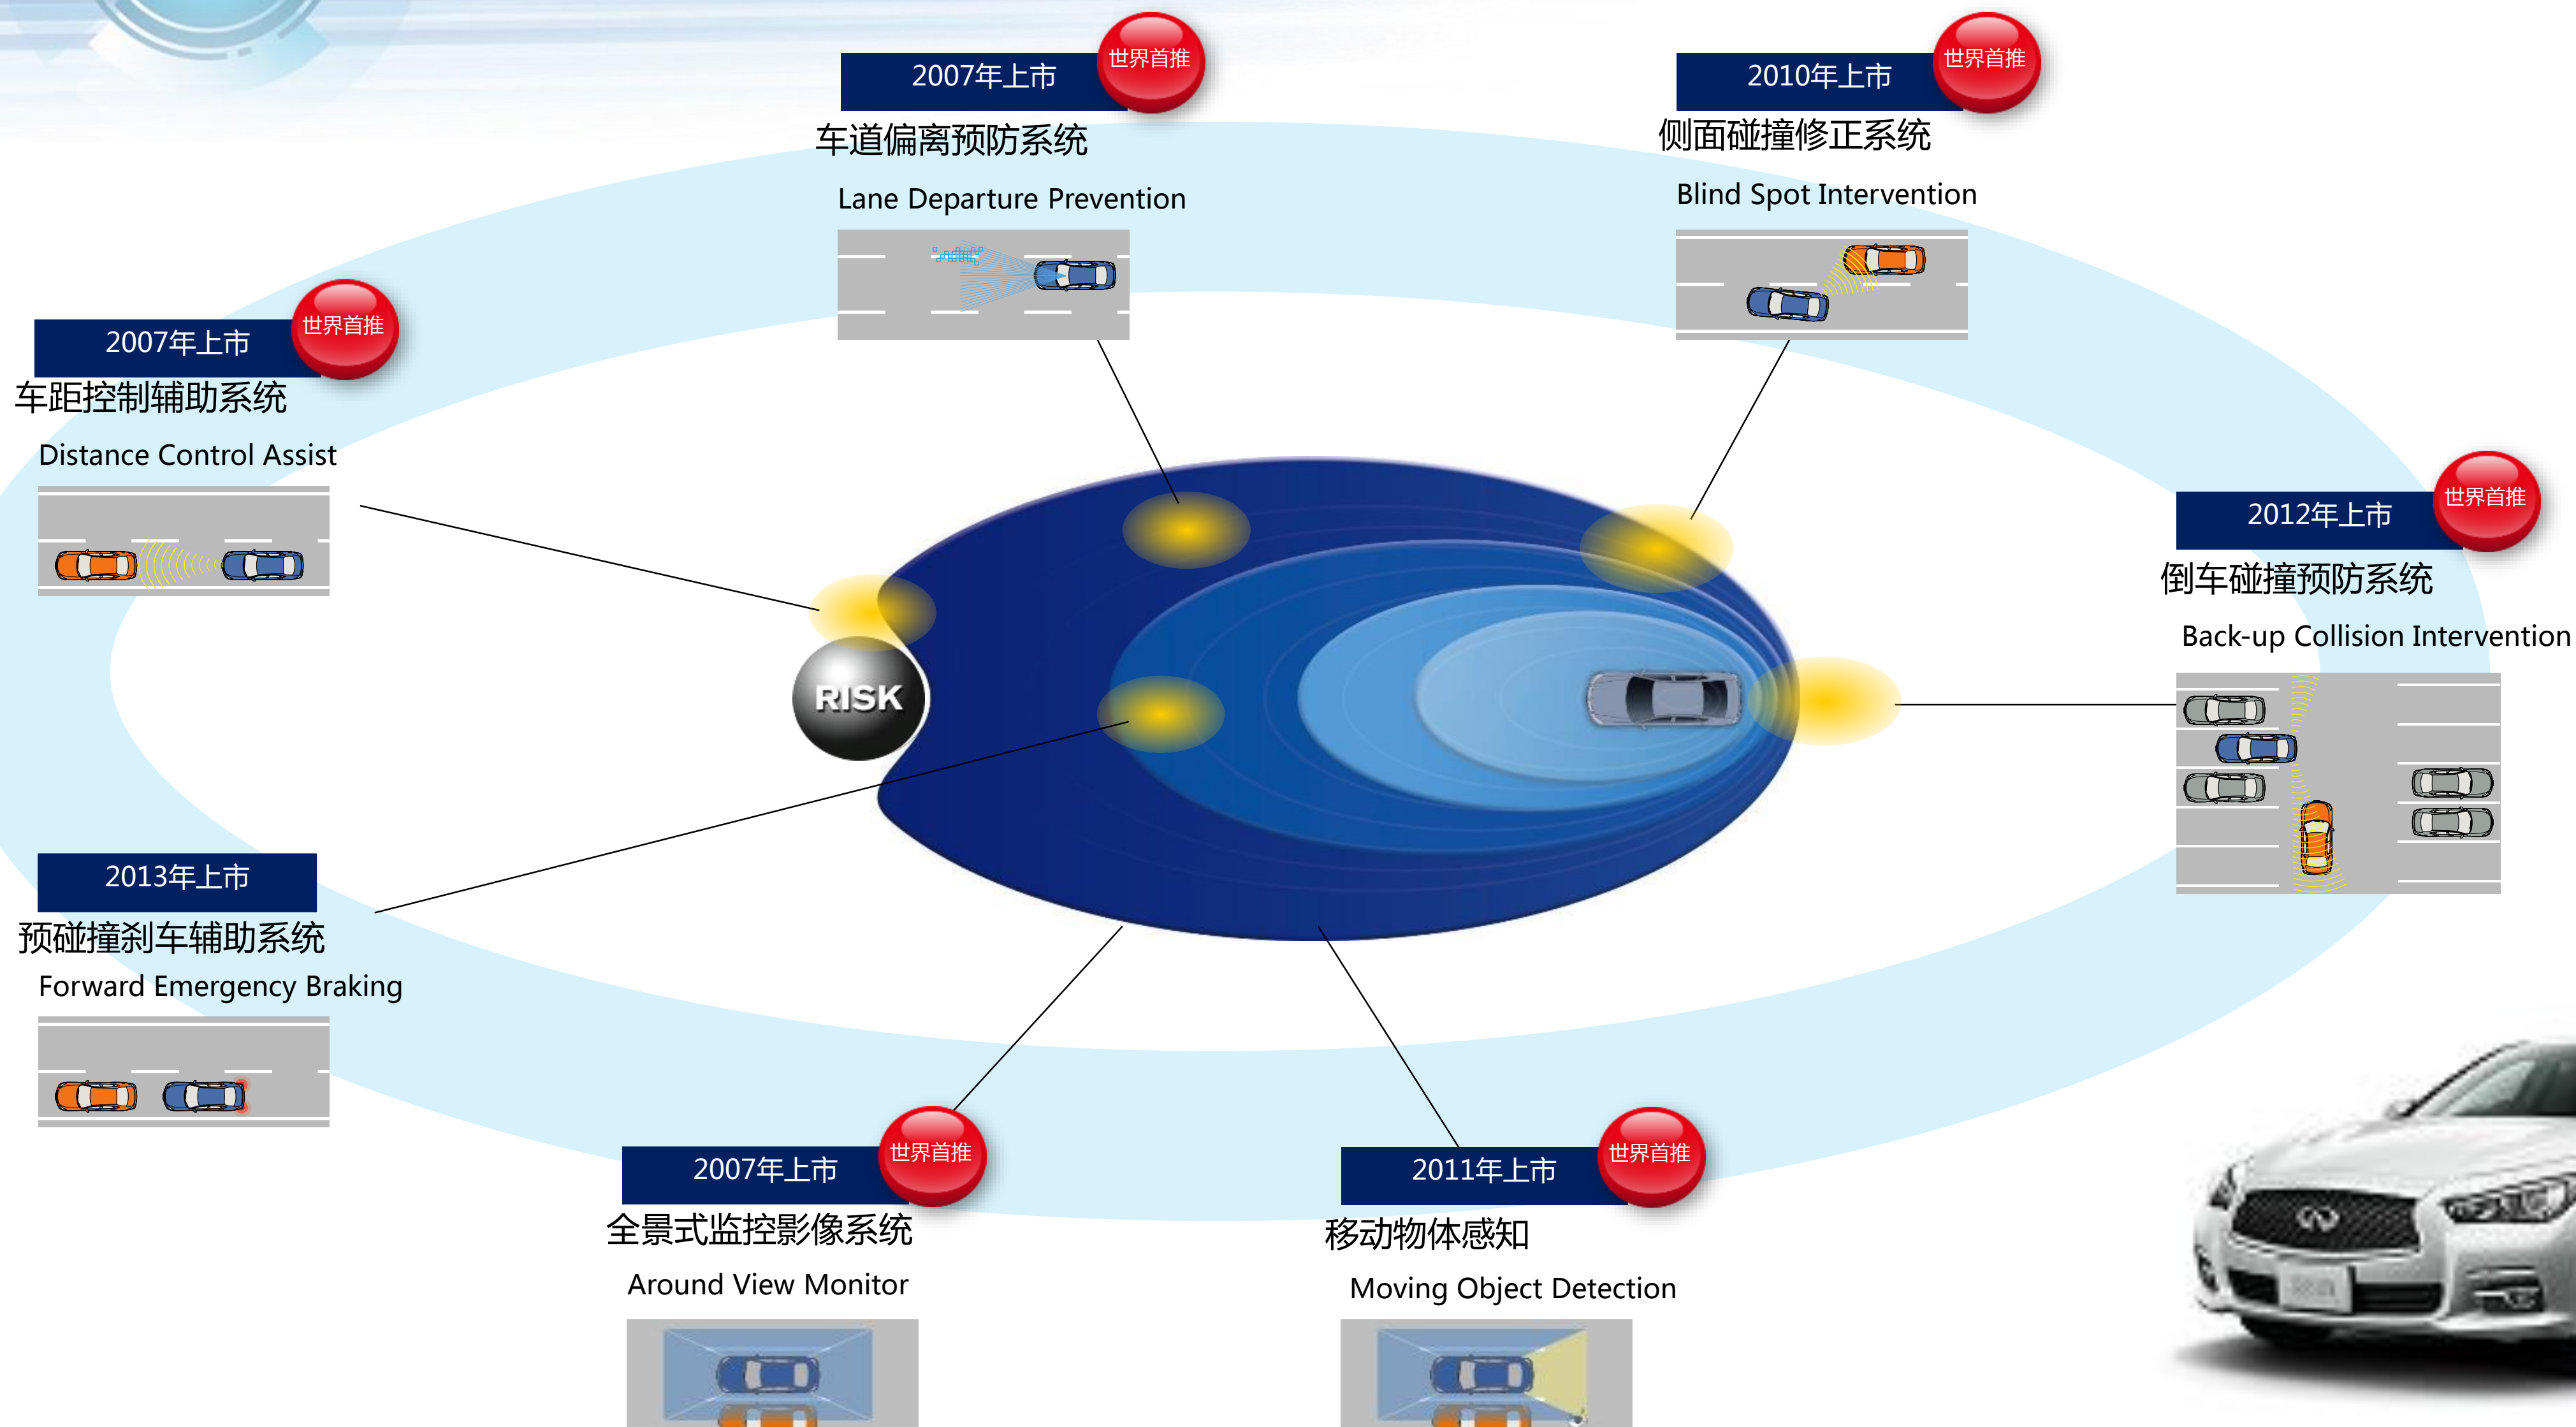 2007年上市
世界首推
车道偏离预防系统
Lane Departure Prevention
2010年上市
世界首推
侧面碰撞修正系统
Blind Spot Intervention
2007年上市
世界首推
车距控制辅助系统
Distance Control Assist
2012年上市
世界首推
倒车碰撞预防系统
Back-up Collision Intervention
RISK
2013年上市
预碰撞刹车辅助系统
Forward Emergency Braking
2007年上市
世界首推
全景式监控影像系统
Around View Monitor
2011年上市
世界首推
移动物体感知
Moving Object Detection